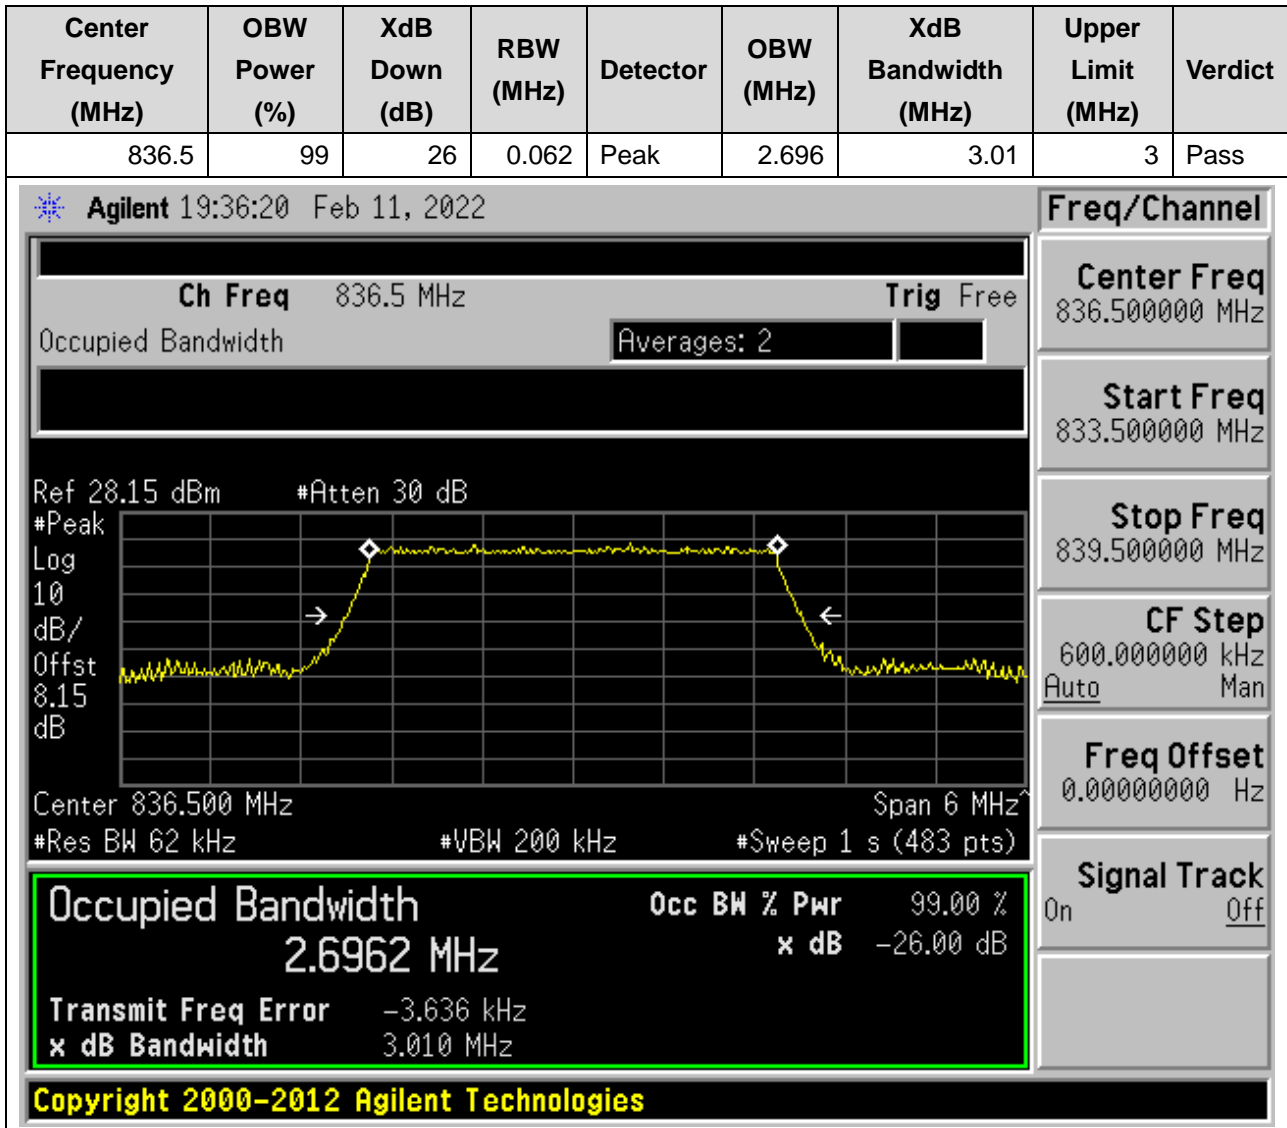 Center Frequency (MHz) OBW Power (%) XdB Down (dB) RBW (MHz) Detector OBW (MHz) XdB Bandwidth (MHz) Upper Limit (MHz) Verdict
836.5 99 26 0.062 Peak 2.696 3.01 3 Pass
Agilent 19:36:20 Feb 11, 2022
Ch Freq 836.5 MHz Trig Free
Occupied Bandwidth Averages: 2
Ref 28.15 dBm #Atten 30 dB
#Peak
Log
10
dB/
Offst
8.15
dB
Center 836.500 MHz Span 6 MHz^
#Res BW 62 kHz #VBW 200 kHz #Sweep 1 s (483 pts)
Occupied Bandwidth Occ BW % Pwr 99.00 %
2.6962 MHz x dB -26.00 dB
Transmit Freq Error -3.636 kHz
x dB Bandwidth 3.010 MHz
Copyright 2000-2012 Agilent Technologies
Freq/Channel
Center Freq
836.500000 MHz
Start Freq
833.500000 MHz
Stop Freq
839.500000 MHz
CF Step
600.000000 kHz
Auto Man
Freq Offset
0.00000000 Hz
Signal Track
On Off